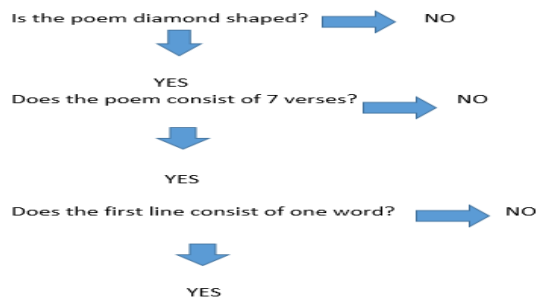 Is the poem diamond shaped? NO
YES
Does the poem consist of 7 verses? NO
YES
Does the first line consist of one word? NO
YES